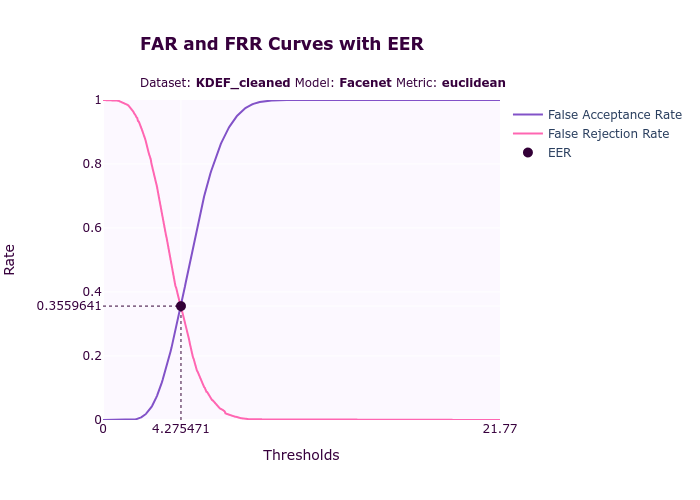 FAR and FRR Curves with EER
Dataset: KDEF_cleaned Model: Facenet Metric: euclidean
1
0.8
0.6
0.4
0.3559641
0.2
0
Rate
0
4.275471
21.77
Thresholds
False Acceptance Rate
False Rejection Rate
EER